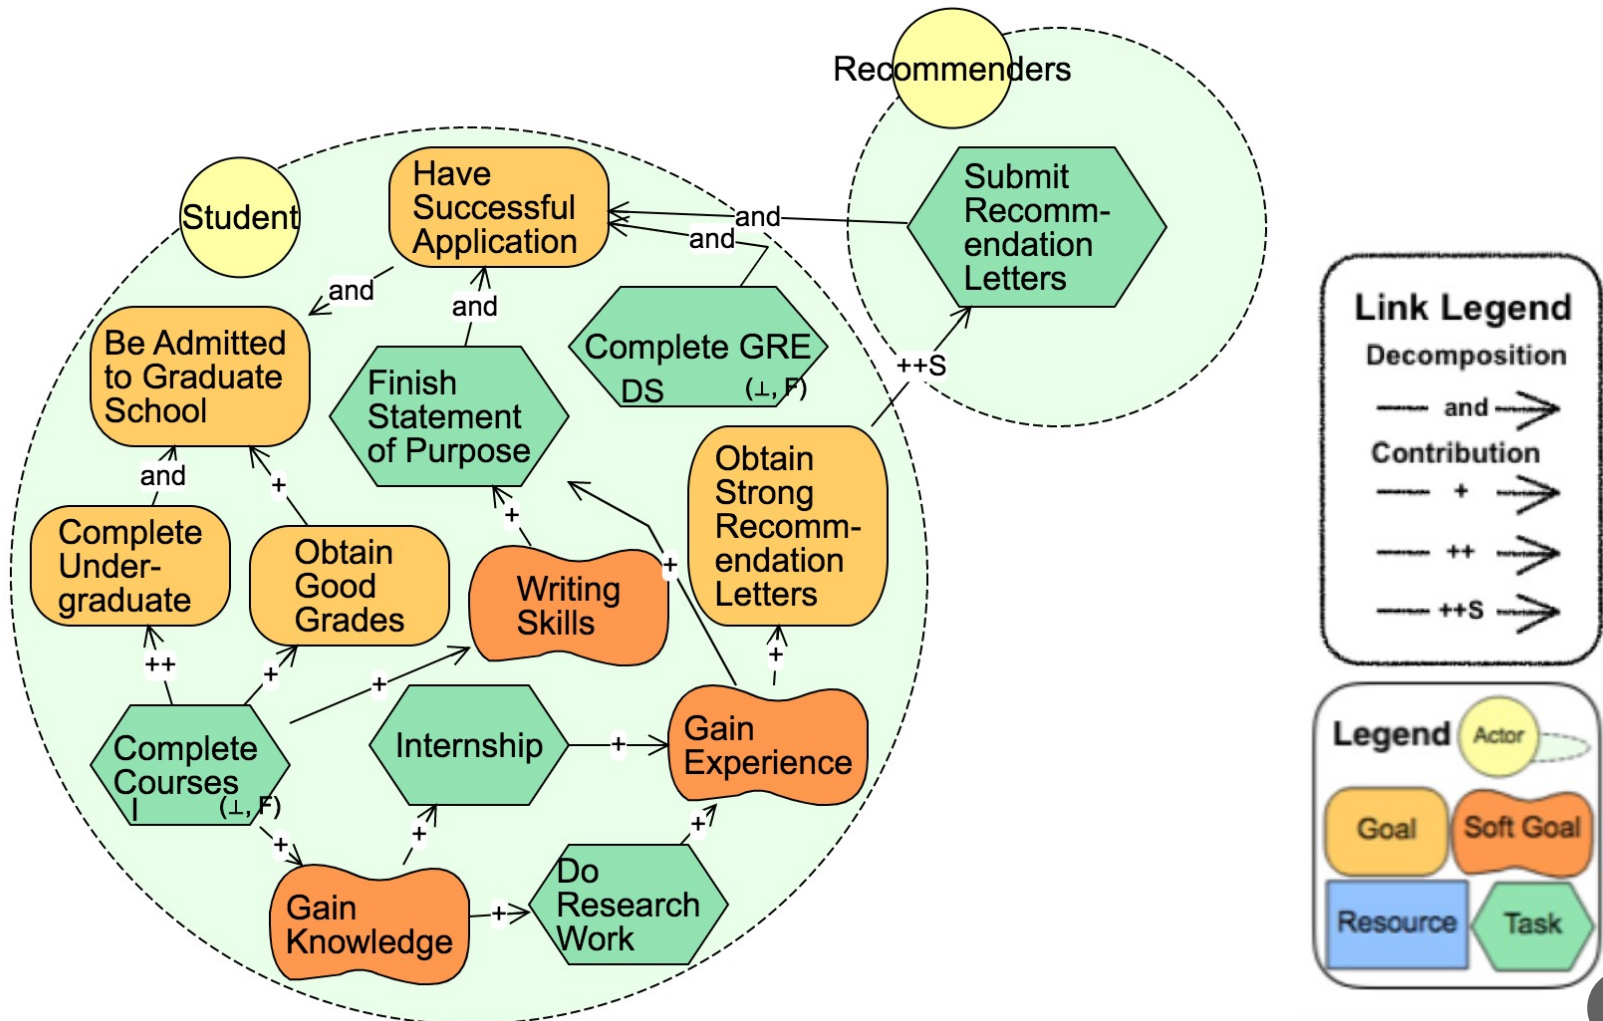 Recommenders
Submit
Recomm-
endation
Letters
Student
Have
Successful
Application
and
and
and
and
Be Admitted
to Graduate
School
Finish
Statement
of Purpose
Complete GRE
DS (⊥, F)
++S
and
+
Complete
Under-
graduate
Obtain
Good
Grades
+
Writing
Skills
+
Obtain
Strong
Recomm-
endation
Letters
++
+
+
+
Complete
Courses
I (⊥, F)
Internship
+
Gain
Experience
+
+
+
Gain
Knowledge
+
Do
Research
Work
Link Legend
Decomposition
and
Contribution
+
++
++S
Legend
Actor
Goal
Soft Goal
Resource
Task